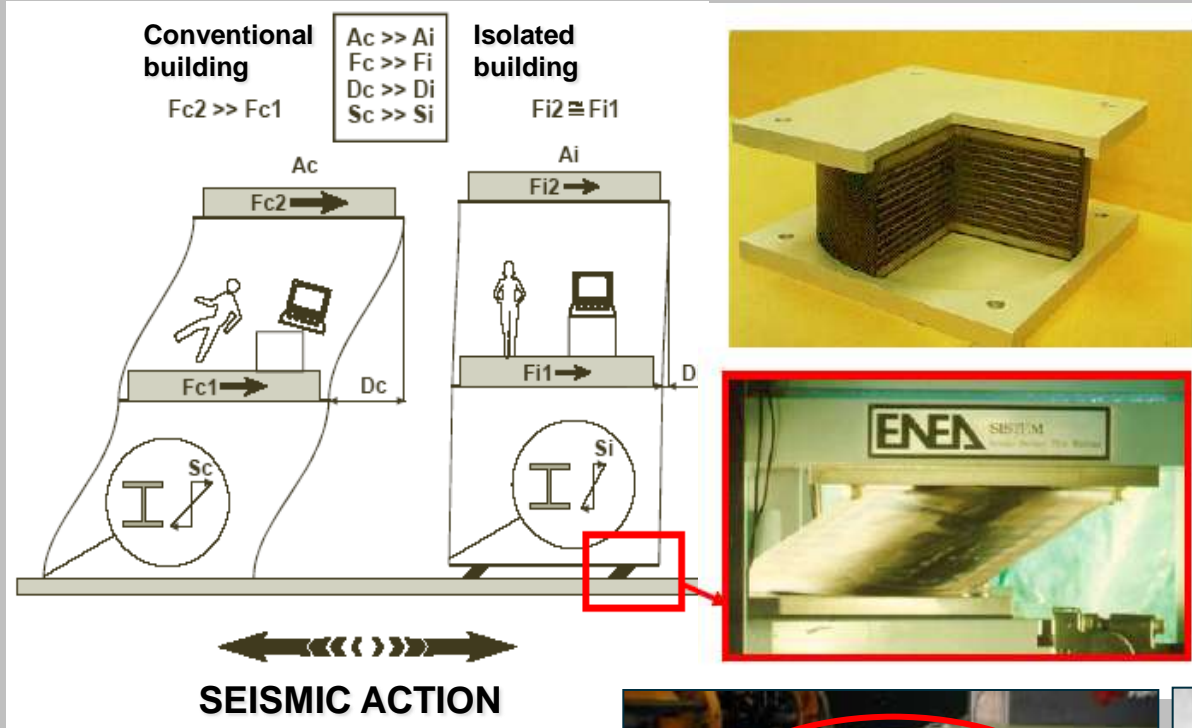 Conventional
building
Fc2 >> Fc1
Ac >> Ai
Fc >> Fi
Dc >> Di
Sc >> Si
Isolated
building
Fi2 ≅ Fi1
Ac
Fc2
Fc1
Dc
Sc
Ai
Fi2
Fi1
D
Si
SEISMIC ACTION
ENEA
SISTEM